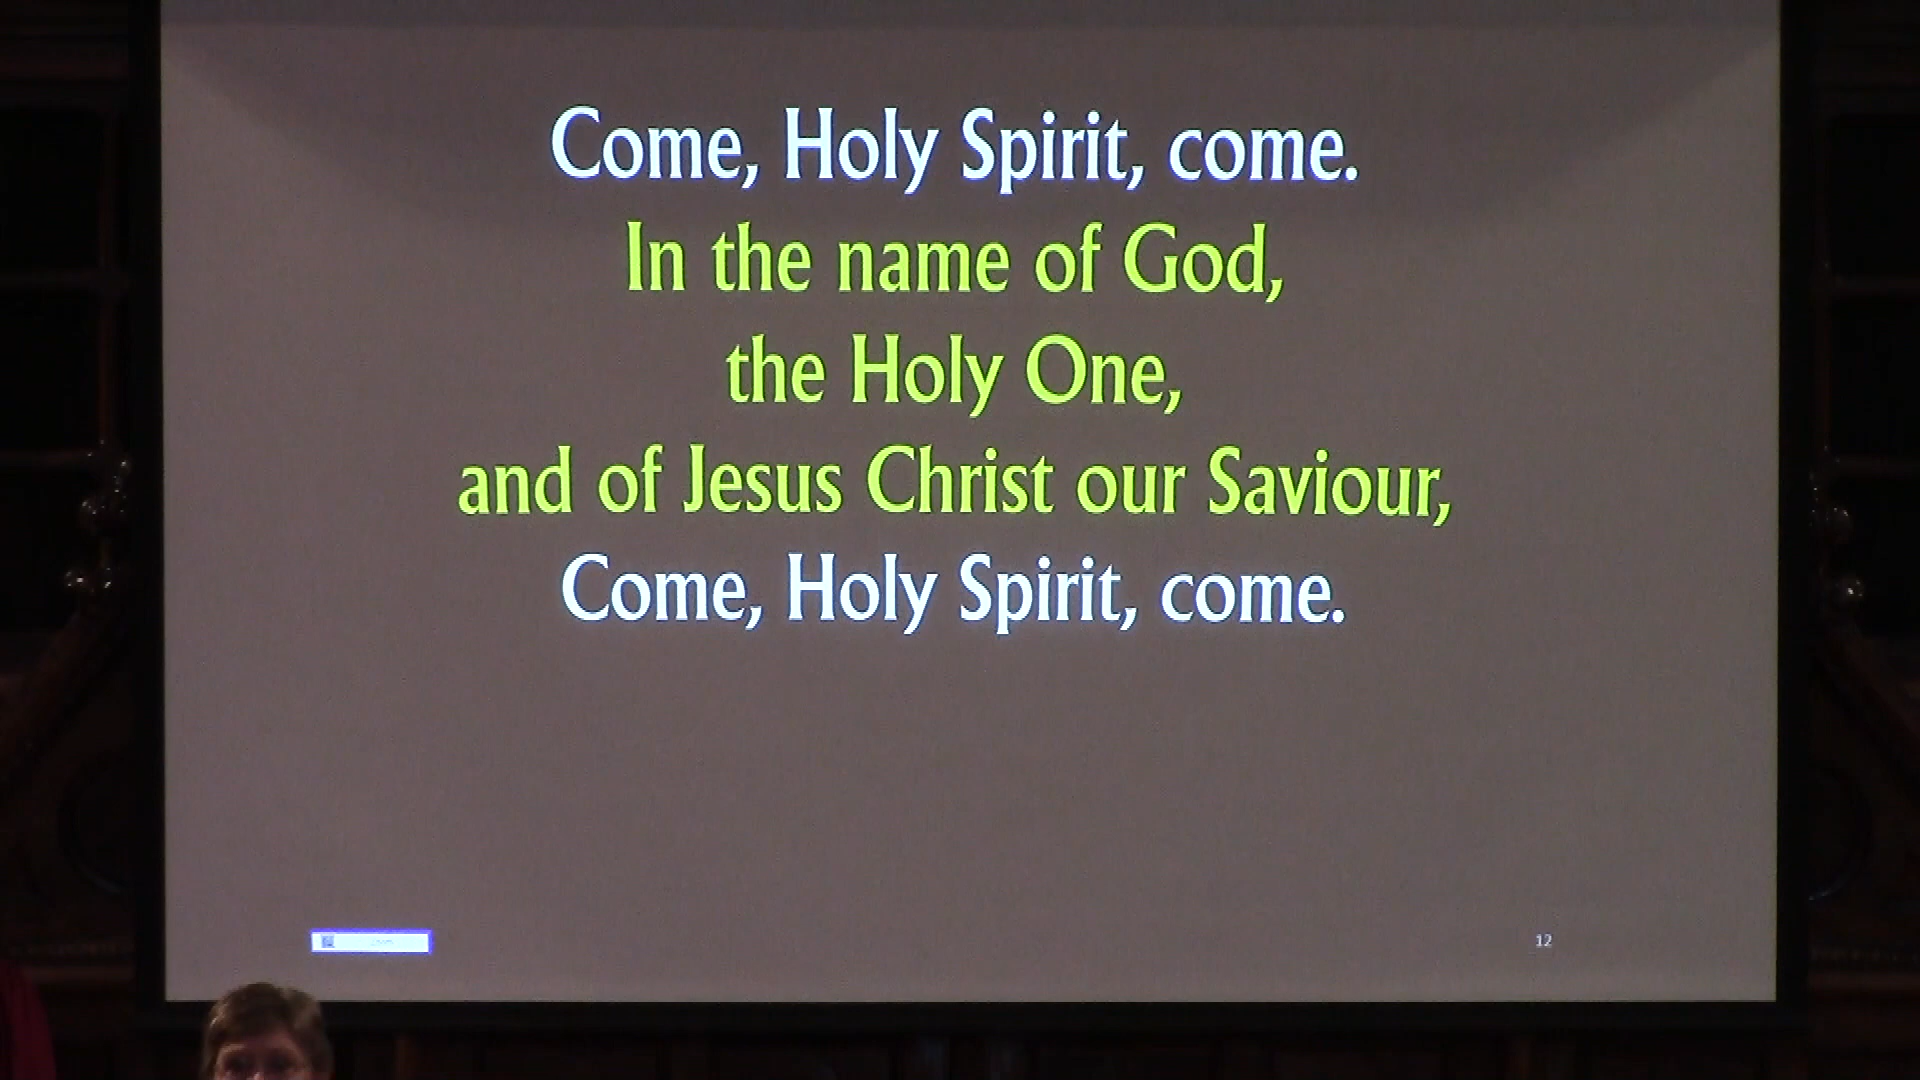 Come, Holy Spirit, come.
In the name of God,
the Holy One,
and of Jesus Christ our Saviour,
Come, Holy Spirit, come.
12